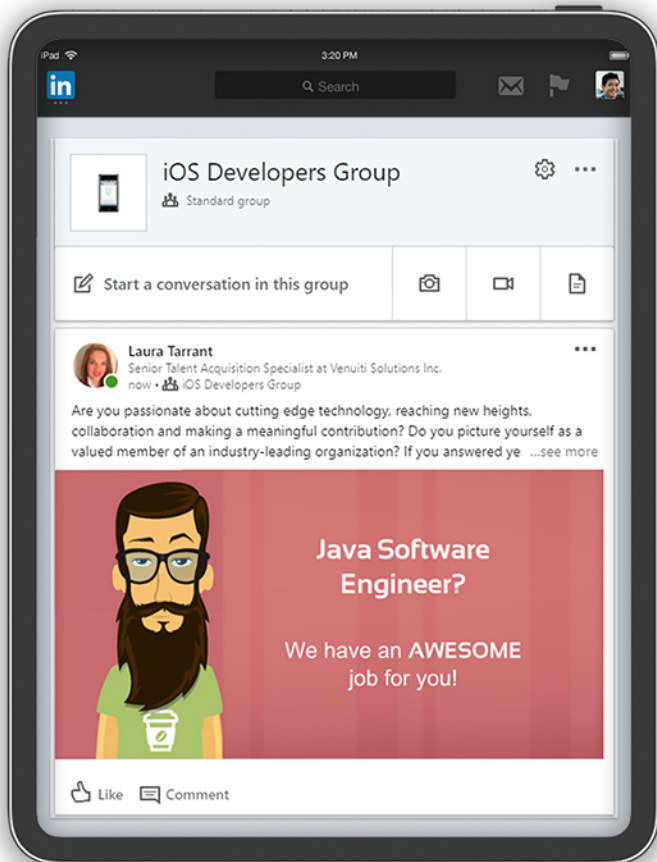 iPad 3:20 PM
in Search
iOS Developers Group
Standard group
Start a conversation in this group
Laura Tarrant
Senior Talent Acquisition Specialist at Venuiti Solutions Inc.
now • iOS Developers Group
Are you passionate about cutting edge technology, reaching new heights,
collaboration and making a meaningful contribution? Do you picture yourself as a
valued member of an industry-leading organization? If you answered ye ...see more
Java Software
Engineer?
We have an AWESOME
job for you!
Like Comment